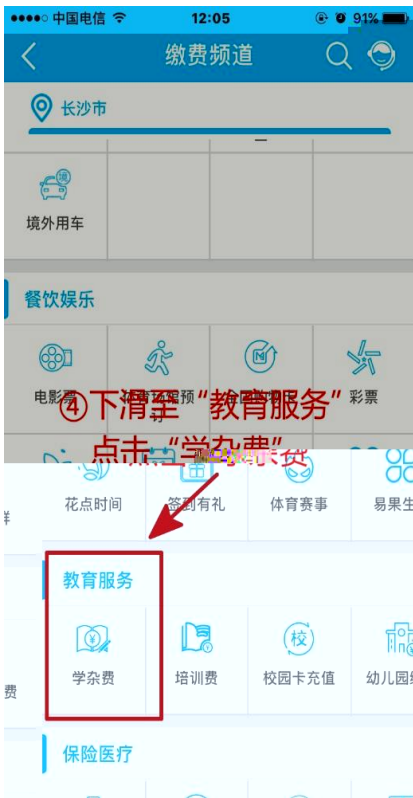 中国电信 12:05 91%
缴费频道
长沙市
境外用车
餐饮娱乐
电影票 彩票
④下滑至“教育服务”
点击“学杂费”
花点时间 签到有礼 体育赛事 易果生
教育服务
学杂费 培训费 校园卡充值 幼儿园
费
保险医疗